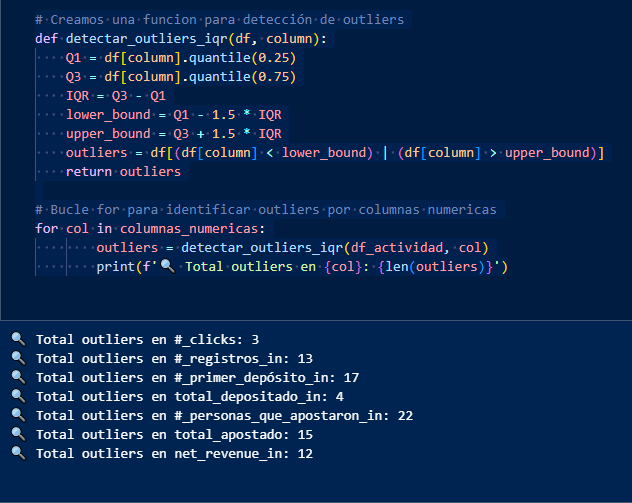 # Creamos una funcion para detección de outliers
def detectar_outliers_iqr(df, column):
    Q1 = df[column].quantile(0.25)
    Q3 = df[column].quantile(0.75)
    IQR = Q3 - Q1
    lower_bound = Q1 - 1.5 * IQR
    upper_bound = Q3 + 1.5 * IQR
    outliers = df[(df[column] < lower_bound) | (df[column] > upper_bound)]
    return outliers

# Bucle for para identificar outliers por columnas numericas
for col in columnas_numericas:
        outliers = detectar_outliers_iqr(df_actividad, col)
        print(f'🔍 Total outliers en {col}: {len(outliers)}')

🔍 Total outliers en #_clicks: 3
🔍 Total outliers en #_registros_in: 13
🔍 Total outliers en #_primer_depósito_in: 17
🔍 Total outliers en total_depositado_in: 4
🔍 Total outliers en #_personas_que_apostaron_in: 22
🔍 Total outliers en total_apostado: 15
🔍 Total outliers en net_revenue_in: 12